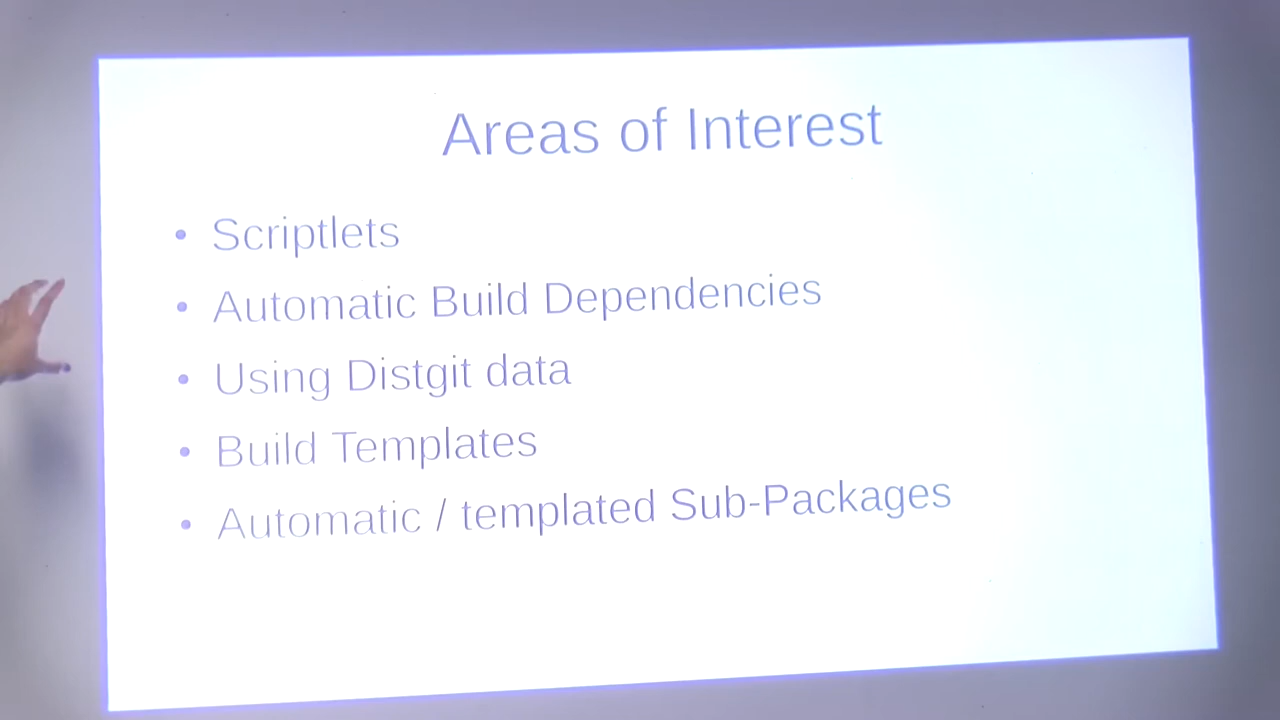 Areas of Interest
• Scriptlets
• Automatic Build Dependencies
• Using Distgit data
• Build Templates
• Automatic / templated Sub-Packages